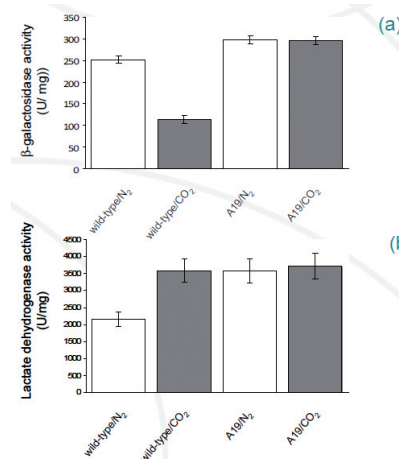 (a)
β-galactosidase activity
(U/ mg))
350
300
250
200
150
100
50
0
wild-type/N₂
wild-type/CO₂
A19/N₂
A19/CO₂
(b
Lactate dehydrogenase activity
(U/mg)
4500
4000
3500
3000
2500
2000
1500
1000
500
0
wild-type/N₂
wild-type/CO₂
A19/N₂
A19/CO₂